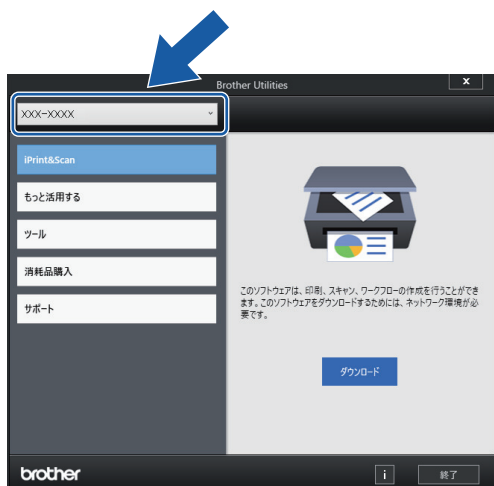 Brother Utilities
X
XXX-XXXX
iPrint&Scan
もっと活用する
ツール
消耗品購入
サポート
このソフトウェアは、印刷、スキャン、ワークフローの作成を行うことができ
ます。このソフトウェアをダウンロードするためには、ネットワーク環境が必
要です。
ダウンロード
brother
i
終了